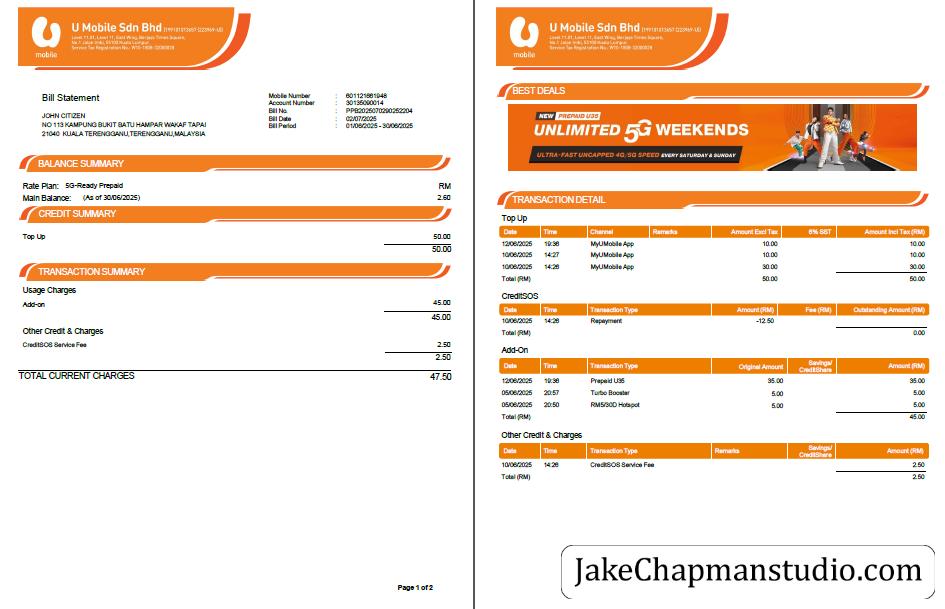 U Mobile Sdn Bhd (199101013657 (223969-U))
Level 11.01, Level 11, East Wing, Berjaya Times Square,
No.1 Jalan Imbi, 55100 Kuala Lumpur.
Service Tax Registration No.: W10-1808-32000028
mobile
Bill Statement
JOHN CITIZEN
NO 113 KAMPUNG BUKIT BATU HAMPAR WAKAF TAPAI
21040 KUALA TERENGGANU,TERENGGANU,MALAYSIA
Mobile Number : 601121661948
Account Number : 30135090014
Bill No. : PPB2025070290252204
Bill Date : 02/07/2025
Bill Period : 01/06/2025 - 30/06/2025
BALANCE SUMMARY
Rate Plan: 5G-Ready Prepaid RM
Main Balance: (As of 30/06/2025) 2.60
CREDIT SUMMARY
Top Up 50.00
50.00
TRANSACTION SUMMARY
Usage Charges
Add-on 45.00
45.00
Other Credit & Charges
CreditSOS Service Fee 2.50
2.50
TOTAL CURRENT CHARGES 47.50
Page 1 of 2
U Mobile Sdn Bhd (199101013657 (223969-U))
Level 11.01, Level 11, East Wing, Berjaya Times Square,
No.1 Jalan Imbi, 55100 Kuala Lumpur.
Service Tax Registration No.: W10-1808-32000028
mobile
BEST DEALS
NEW PREPAID U35
UNLIMITED 5G WEEKENDS
ULTRA-FAST UNCAPPED 4G/5G SPEED EVERY SATURDAY & SUNDAY
TRANSACTION DETAIL
Top Up
Date Time Channel Remarks Amount Excl Tax 6% SST Amount Incl Tax (RM)
12/06/2025 19:36 MyUMobile App 10.00 10.00
10/06/2025 14:27 MyUMobile App 10.00 10.00
10/06/2025 14:26 MyUMobile App 30.00 30.00
Total (RM) 50.00 50.00
CreditSOS
Date Time Transaction Type Amount (RM) Fee (RM) Outstanding Amount (RM)
10/06/2025 14:26 Repayment -12.50
Total (RM) 0.00
Add-On
Date Time Transaction Type Original Amount Savings/ CreditShare Amount (RM)
12/06/2025 19:36 Prepaid U35 35.00 35.00
05/06/2025 20:57 Turbo Booster 5.00 5.00
05/06/2025 20:50 RM5/30D Hotspot 5.00 5.00
Total (RM) 45.00
Other Credit & Charges
Date Time Transaction Type Remarks Savings/ CreditShare Amount (RM)
10/06/2025 14:26 CreditSOS Service Fee 2.50
Total (RM) 2.50
JakeChapmanstudio.com